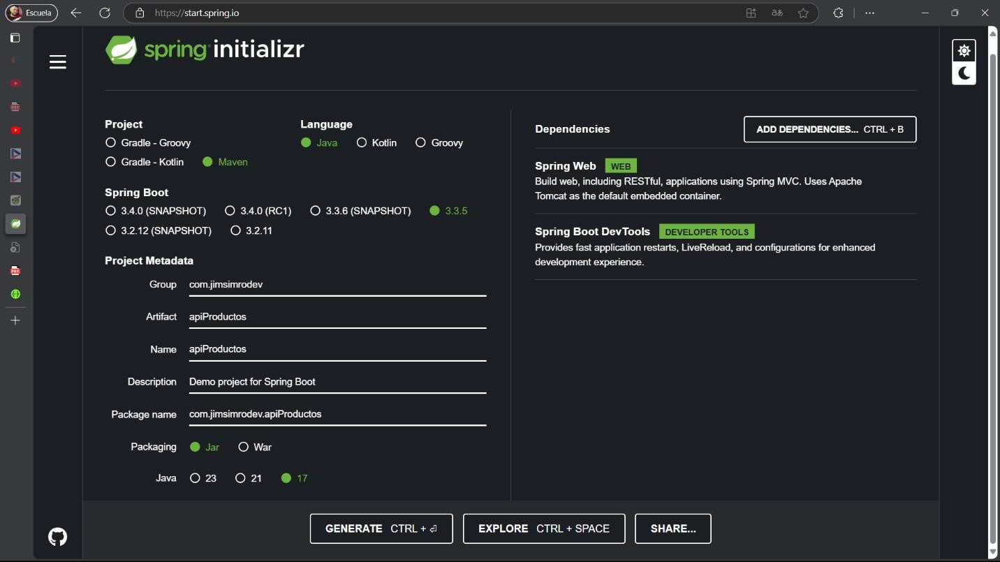 Escuela
https://start.spring.io
aあ
spring initializr
Project
Gradle - Groovy
Gradle - Kotlin Maven
Language
Java Kotlin Groovy
Spring Boot
3.4.0 (SNAPSHOT) 3.4.0 (RC1) 3.3.6 (SNAPSHOT) 3.3.5
3.2.12 (SNAPSHOT) 3.2.11
Project Metadata
Group com.jimsimrodev
Artifact apiProductos
Name apiProductos
Description Demo project for Spring Boot
Package name com.jimsimrodev.apiProductos
Packaging Jar War
Java 23 21 17
Dependencies
ADD DEPENDENCIES... CTRL + B
Spring Web WEB
Build web, including RESTful, applications using Spring MVC. Uses Apache
Tomcat as the default embedded container.
Spring Boot DevTools DEVELOPER TOOLS
Provides fast application restarts, LiveReload, and configurations for enhanced
development experience.
GENERATE CTRL + ⏎
EXPLORE CTRL + SPACE
SHARE...
PDF
PDF